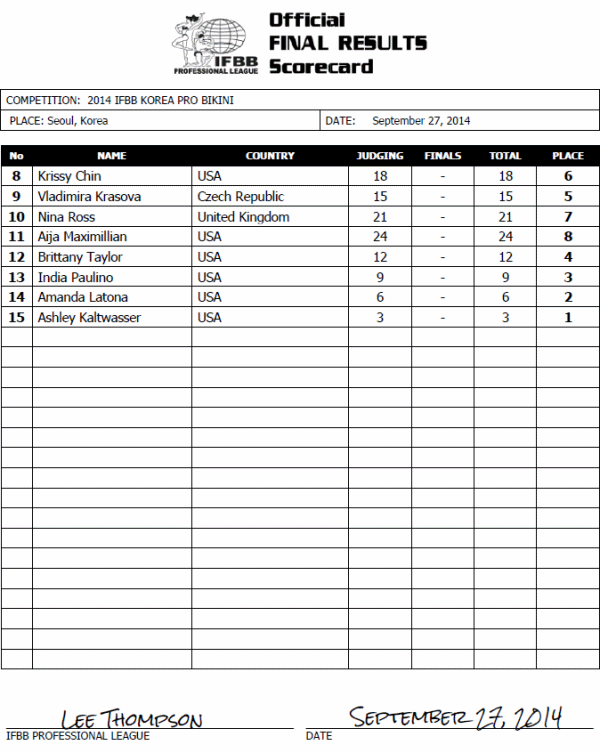 Official
FINAL RESULTS
Scorecard
IFBB
PROFESSIONAL LEAGUE
COMPETITION: 2014 IFBB KOREA PRO BIKINI
PLACE: Seoul, Korea DATE: September 27, 2014
No NAME COUNTRY JUDGING FINALS TOTAL PLACE
8 Krissy Chin USA 18 - 18 6
9 Vladimira Krasova Czech Republic 15 - 15 5
10 Nina Ross United Kingdom 21 - 21 7
11 Aija Maximillian USA 24 - 24 8
12 Brittany Taylor USA 12 - 12 4
13 India Paulino USA 9 - 9 3
14 Amanda Latona USA 6 - 6 2
15 Ashley Kaltwasser USA 3 - 3 1
LEE THOMPSON SEPTEMBER 27, 2014
IFBB PROFESSIONAL LEAGUE DATE